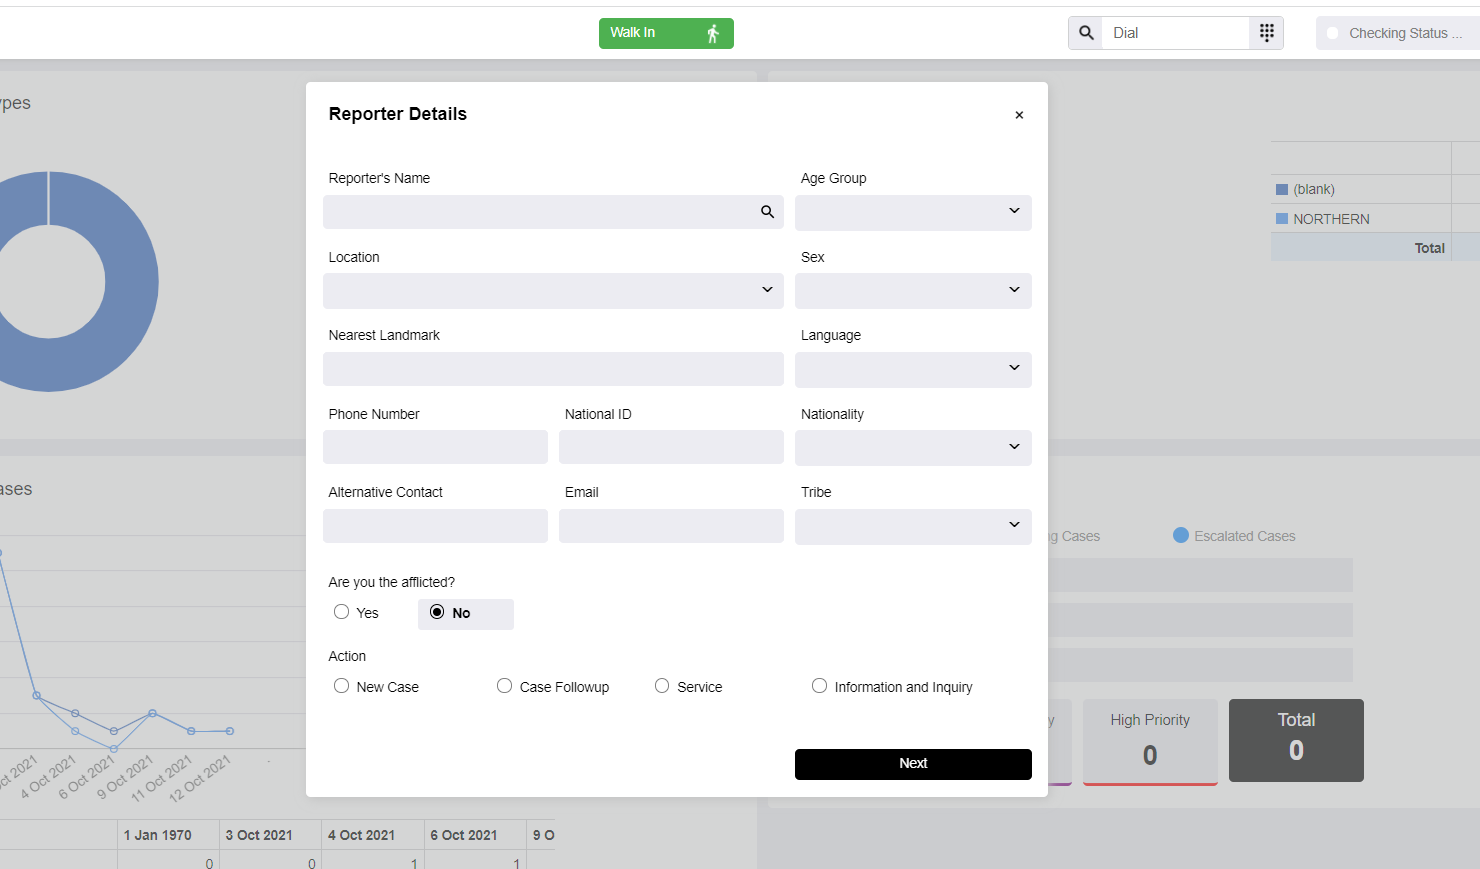 Walk In
Dial
Checking Status ...
ypes
Reporter Details
×
Reporter's Name
Age Group
Location
Sex
Nearest Landmark
Language
Phone Number
National ID
Nationality
Alternative Contact
Email
Tribe
Are you the afflicted?
Yes
No
Action
New Case
Case Followup
Service
Information and Inquiry
Next
(blank)
NORTHERN
Total
ases
ct 2021
4 Oct 2021
6 Oct 2021
9 Oct 2021
11 Oct 2021
12 Oct 2021
g Cases
Escalated Cases
y
High Priority
0
Total
0
1 Jan 1970
3 Oct 2021
4 Oct 2021
6 Oct 2021
9 O
0
0
1
1